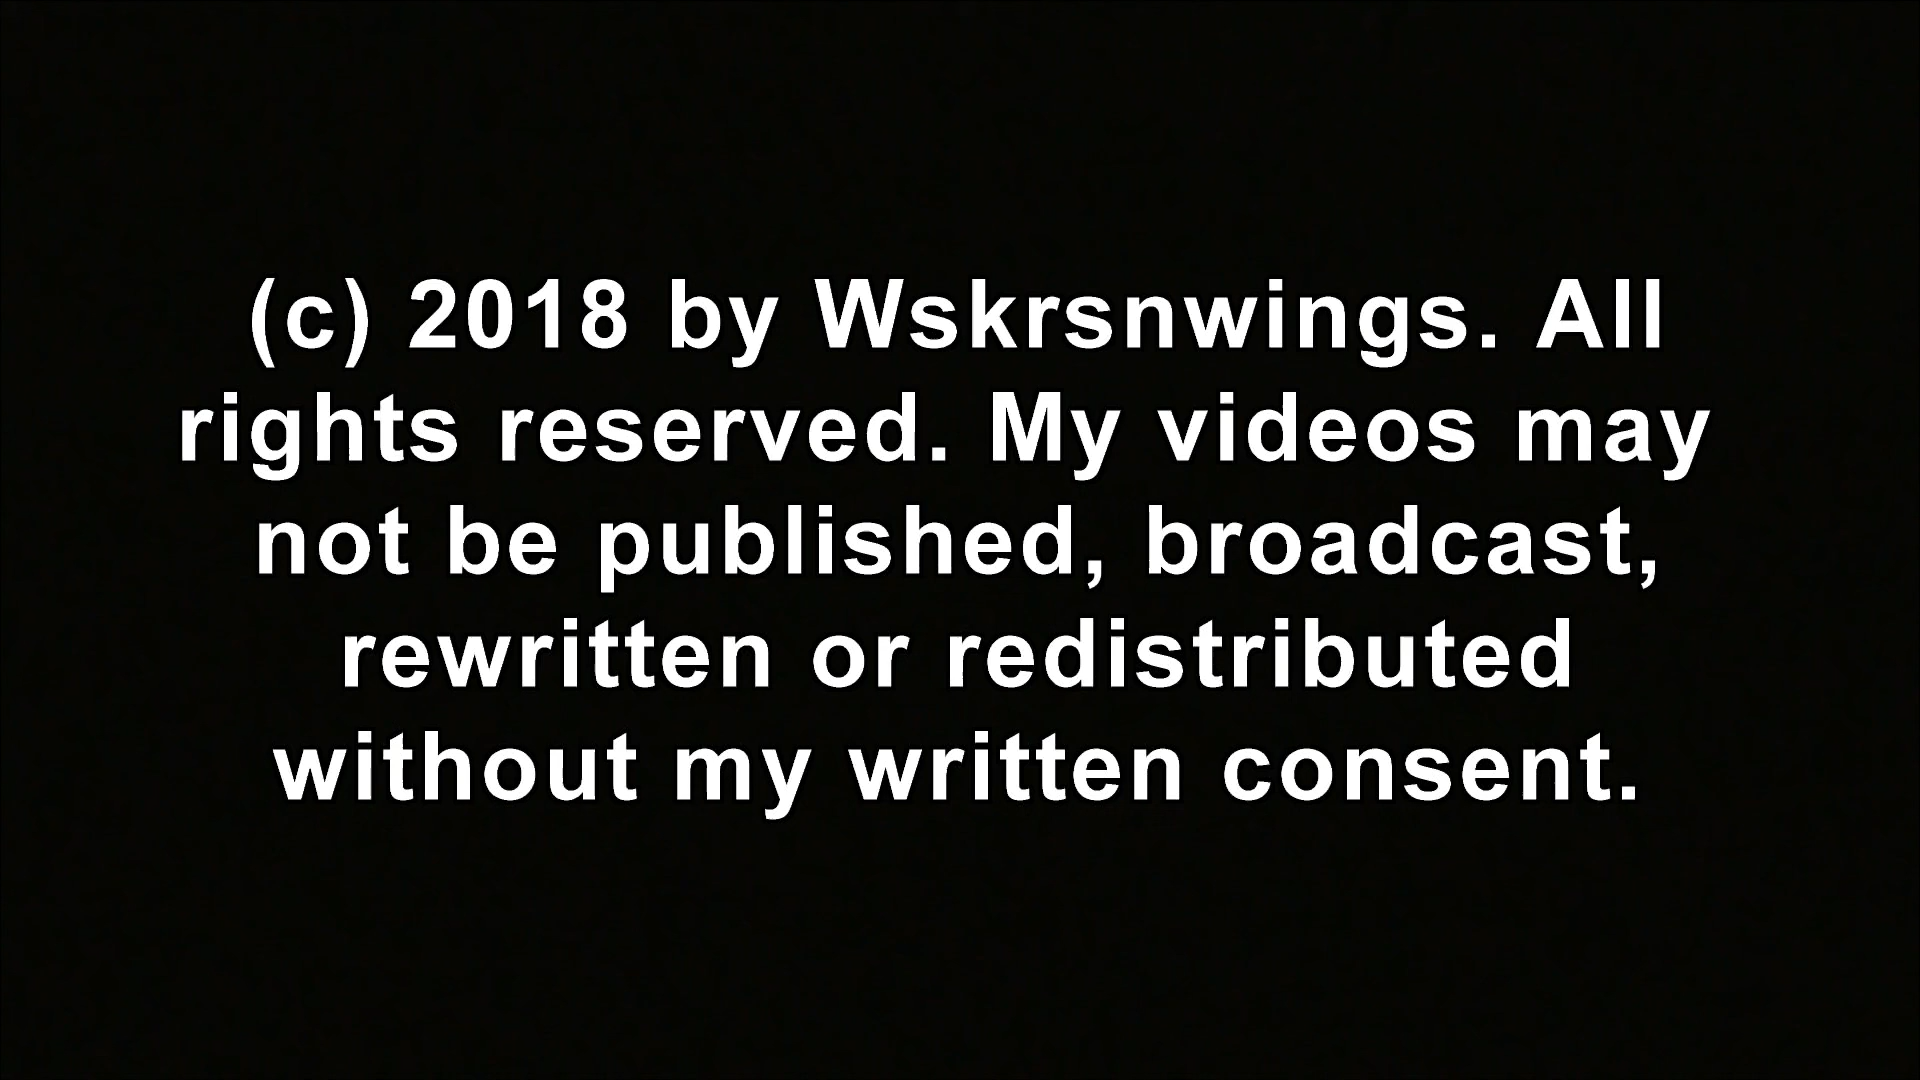 (c) 2018 by Wskrsnwings. All
rights reserved. My videos may
not be published, broadcast,
rewritten or redistributed
without my written consent.